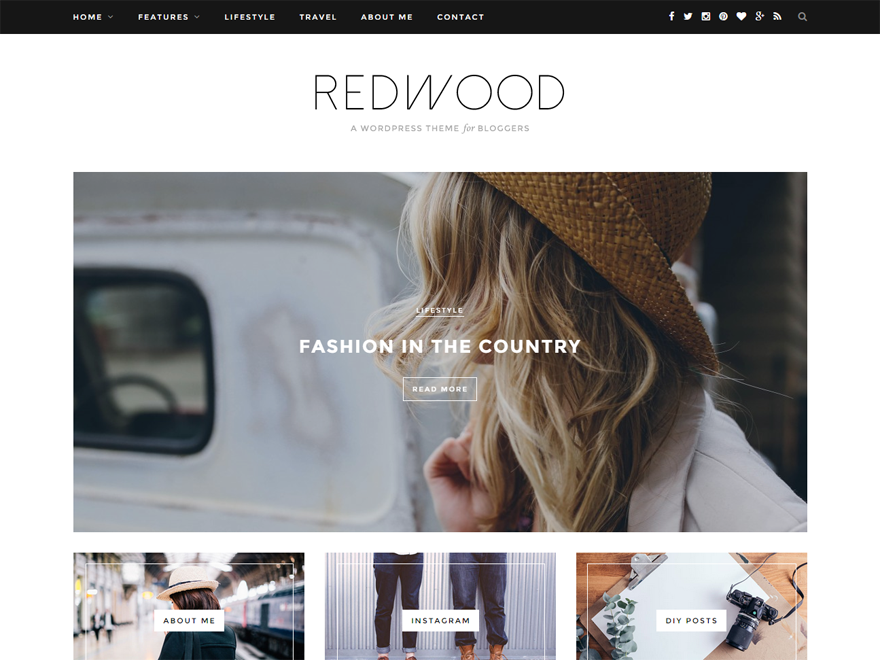 HOME FEATURES LIFESTYLE TRAVEL ABOUT ME CONTACT
REDWOOD
A WORDPRESS THEME for BLOGGERS
LIFESTYLE
FASHION IN THE COUNTRY
READ MORE
ABOUT ME INSTAGRAM DIY POSTS